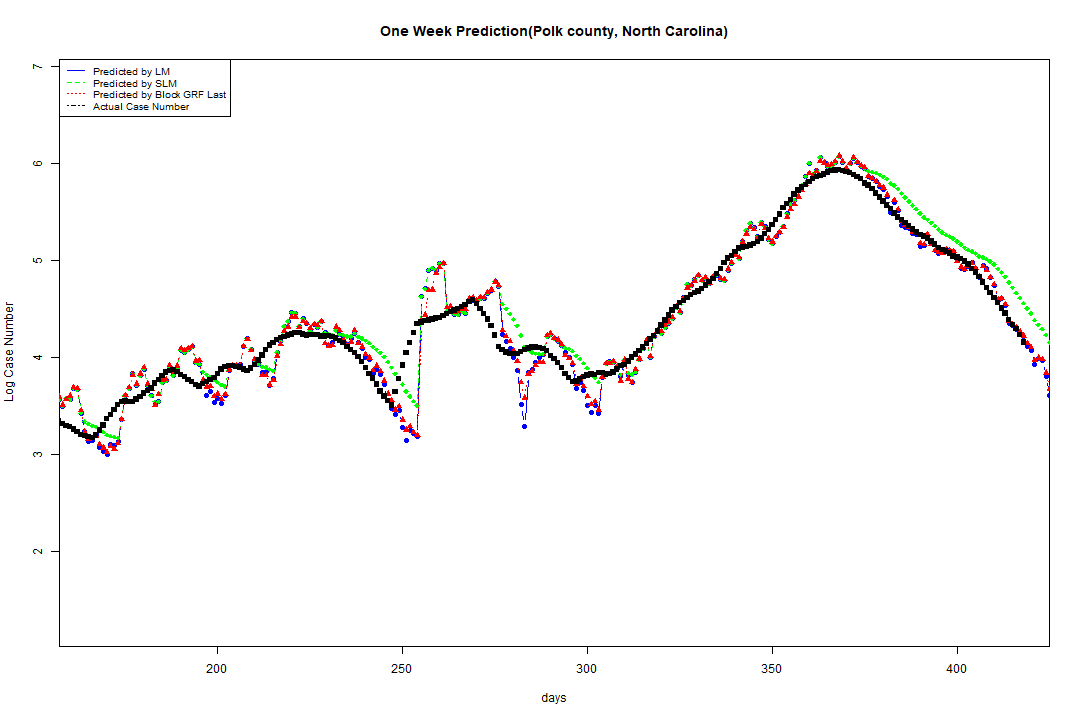 One Week Prediction(Polk county, North Carolina)
Predicted by LM
Predicted by SLM
Predicted by Block GRF Last
Actual Case Number
7
6
5
4
3
2
Log Case Number
200 250 300 350 400
days